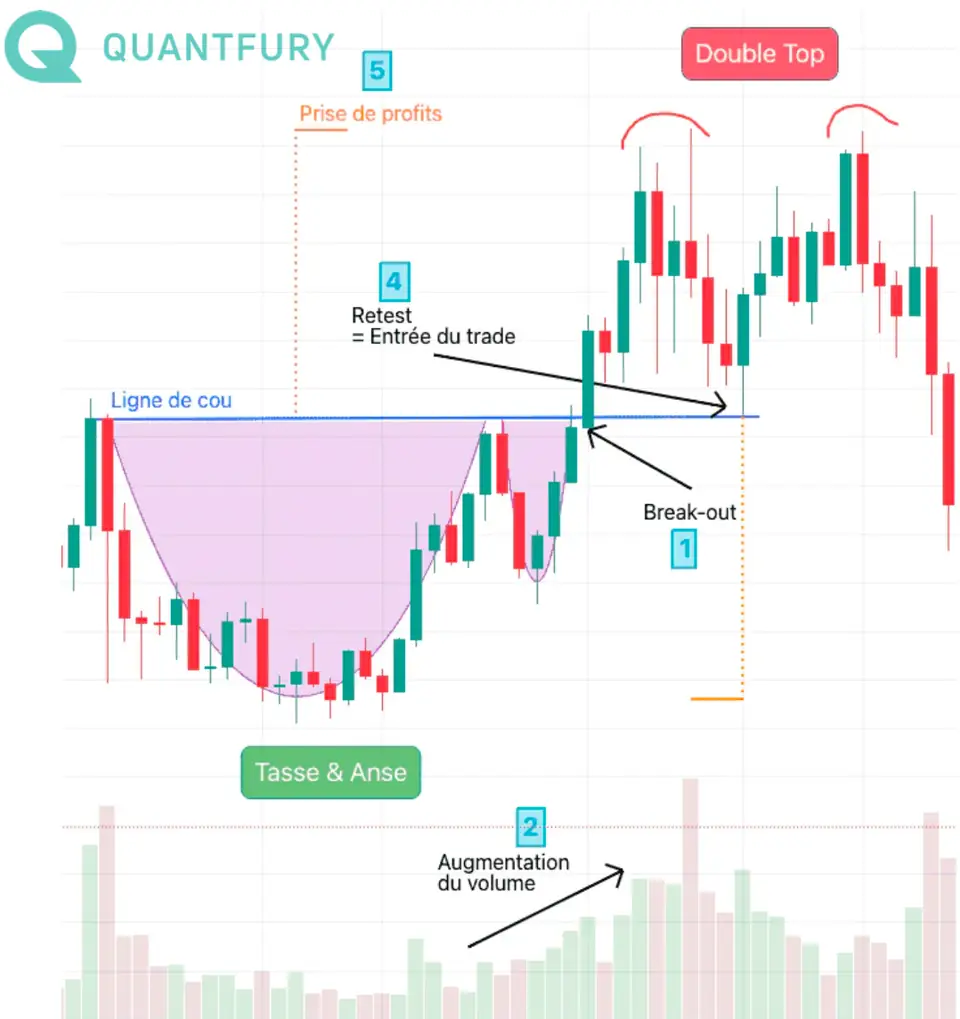 QUANTFURY
5
Prise de profits
Double Top
4
Retest
= Entrée du trade
Ligne de cou
Break-out
1
Tasse & Anse
2
Augmentation
du volume